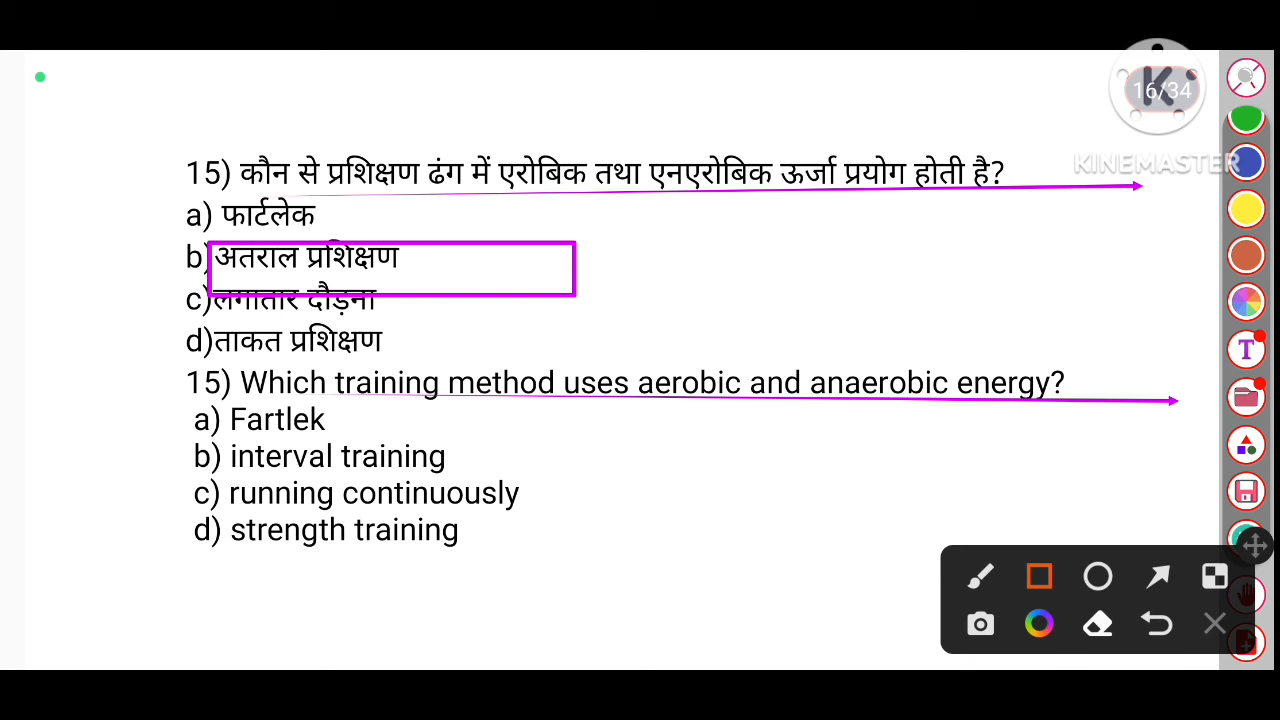 16/34
KINEMASTER
15) कौन से प्रशिक्षण ढंग में एरोबिक तथा एनएरोबिक ऊर्जा प्रयोग होती है?
a) फार्टलेक
b)अतराल प्रशिक्षण
c)लगातार दौड़ना
d)ताकत प्रशिक्षण
15) Which training method uses aerobic and anaerobic energy?
a) Fartlek
b) interval training
c) running continuously
d) strength training